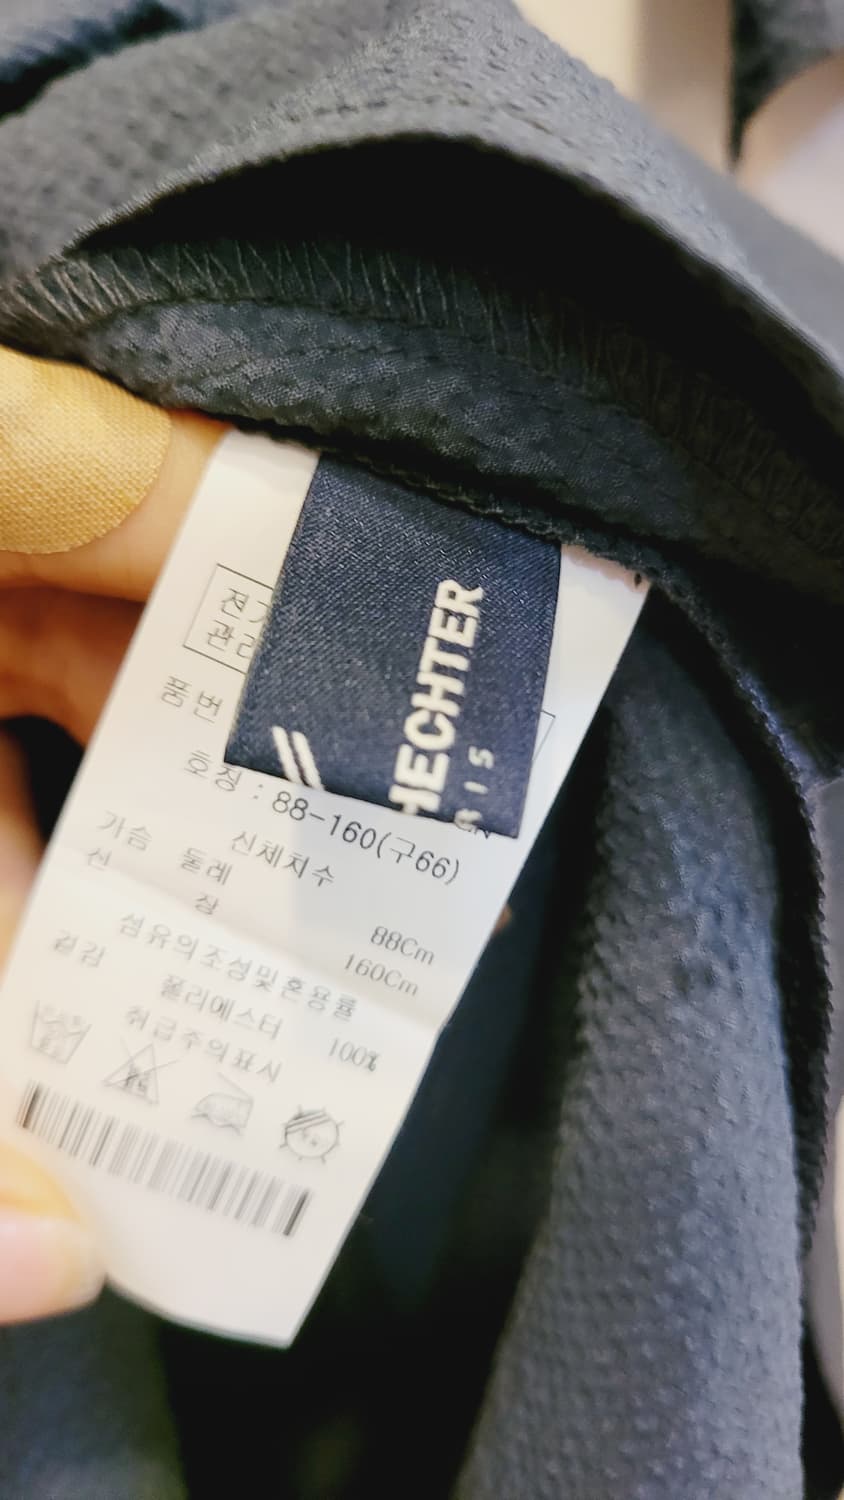 HECHTER
RIS
전기
관리
품번
호칭 : 88-160(구66)
신체치수
가슴 둘레 88Cm
신 장 160Cm
섬유의조성및혼용률
겉감 폴리에스터 100%
취급주의표시